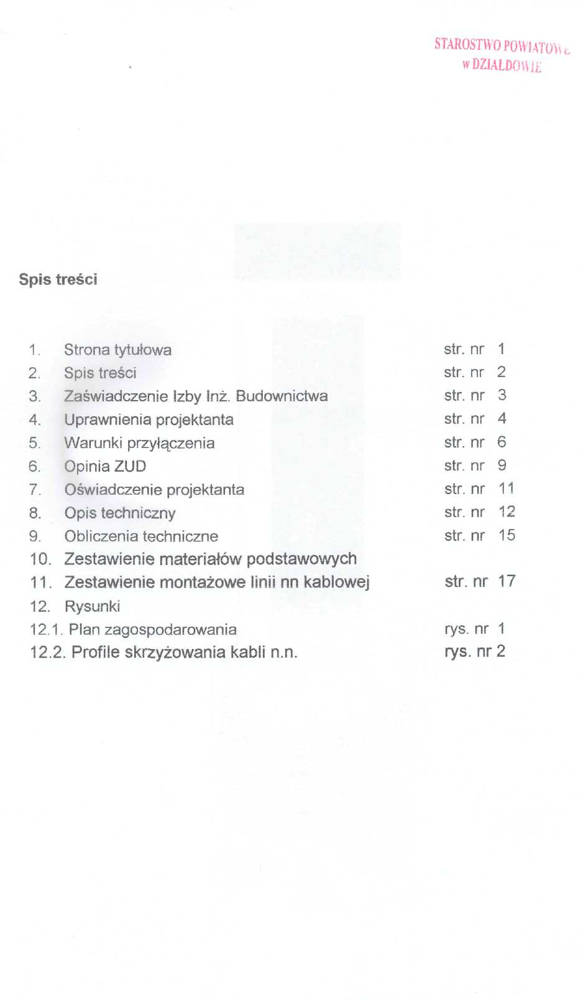 STAROSTWO POWIATOWE
w DZIAŁDOWIE
Spis treści
1. Strona tytułowa str. nr 1
2. Spis treści str. nr 2
3. Zaświadczenie Izby Inż. Budownictwa str. nr 3
4. Uprawnienia projektanta str. nr 4
5. Warunki przyłączenia str. nr 6
6. Opinia ZUD str. nr 9
7. Oświadczenie projektanta str. nr 11
8. Opis techniczny str. nr 12
9. Obliczenia techniczne str. nr 15
10. Zestawienie materiałów podstawowych
11. Zestawienie montażowe linii nn kablowej str. nr 17
12. Rysunki
12.1. Plan zagospodarowania rys. nr 1
12.2. Profile skrzyżowania kabli n.n. rys. nr 2